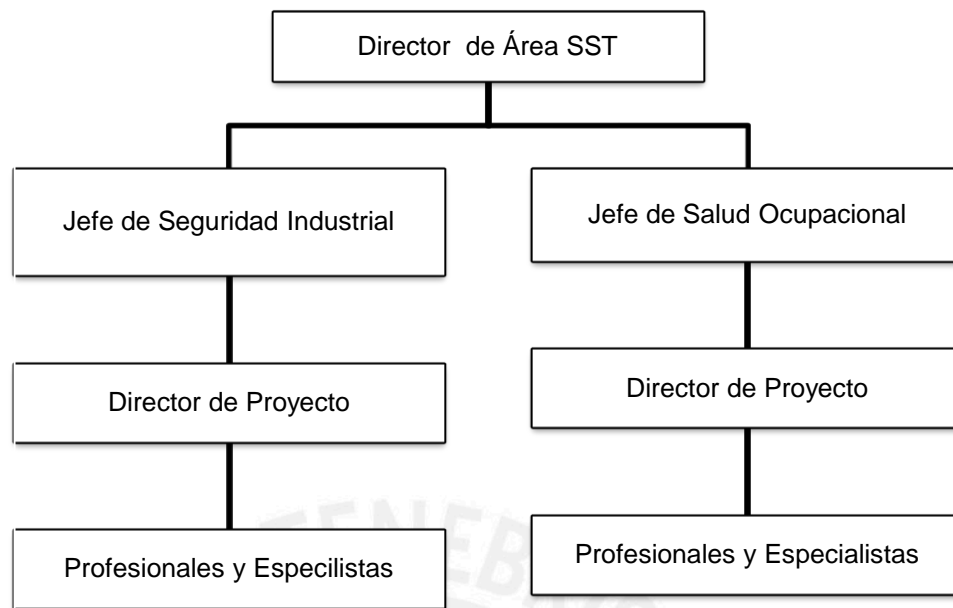 Director de Área SST
Jefe de Seguridad Industrial
Jefe de Salud Ocupacional
Director de Proyecto
Director de Proyecto
Profesionales y Especilistas
Profesionales y Especialistas